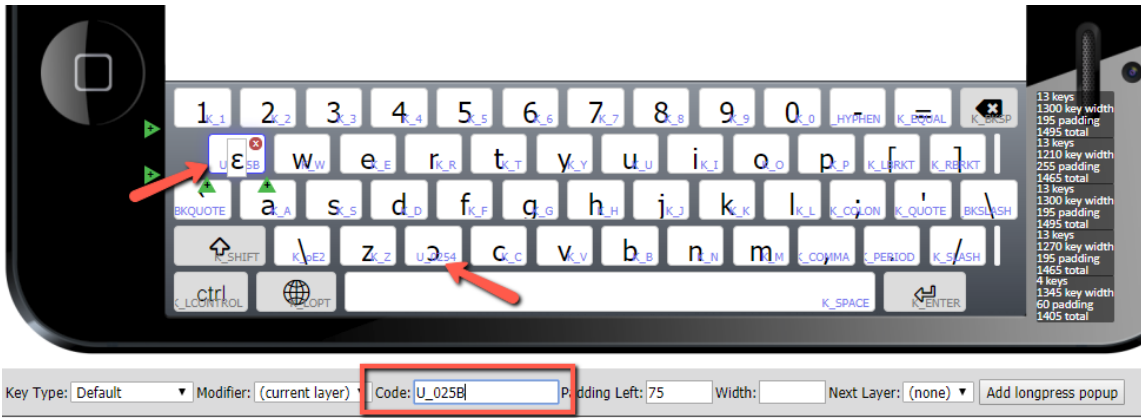 1 K_1 2 K_2 3 K_3 4 K_4 5 K_5 6 K_6 7 K_7 8 K_8 9 K_9 0 K_0 - _HYPHEN = K_EQUAL K_BKSP
U ɛ 5B w K_W e K_E r K_R t K_T y K_Y u K_U i K_I o K_O p K_P [ K_LBRKT ] K_RBRKT
` BKQUOTE a K_A s K_S d K_D f K_F g K_G h K_H j K_J k K_K l K_L ; K_COLON ' K_QUOTE \ BKSLASH
K_SHIFT \ K_oE2 z K_Z ɔ U_0254 c K_C v K_V b K_B n K_N m K_M , K_COMMA . K_PERIOD / K_SLASH
ctrl K_LCONTROL K_LOPT K_SPACE K_ENTER
13 keys
1300 key width
195 padding
1495 total
13 keys
1210 key width
255 padding
1465 total
13 keys
1300 key width
195 padding
1495 total
13 keys
1270 key width
195 padding
1465 total
4 keys
1345 key width
60 padding
1405 total
Key Type: Default Modifier: (current layer) Code: U_025B Padding Left: 75 Width: Next Layer: (none) Add longpress popup